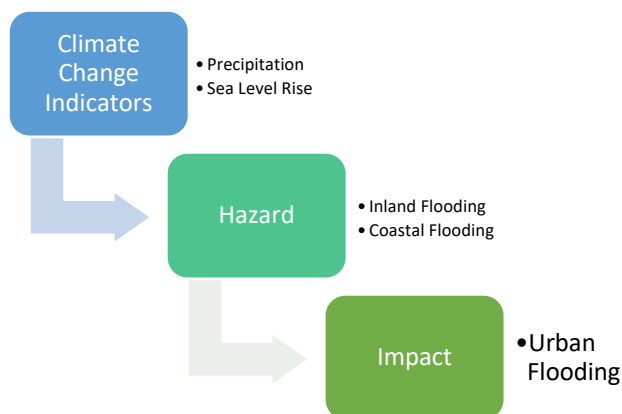 Climate
Change
Indicators
• Precipitation
• Sea Level Rise
Hazard
• Inland Flooding
• Coastal Flooding
Impact
•Urban
Flooding